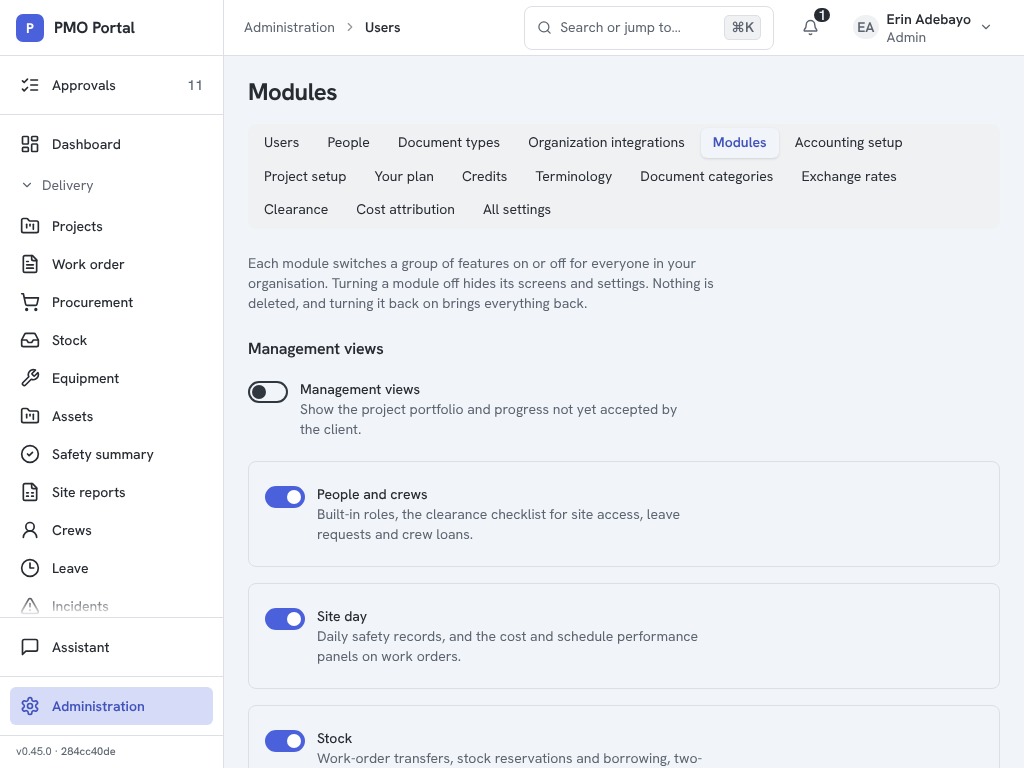 P PMO Portal
Administration > Users
Search or jump to... ⌘K
1
EA Erin Adebayo
Admin
Approvals 11
Dashboard
Delivery
Projects
Work order
Procurement
Stock
Equipment
Assets
Safety summary
Site reports
Crews
Leave
Incidents
Assistant
Administration
v0.45.0 · 284cc40de
Modules
Users People Document types Organization integrations Modules Accounting setup
Project setup Your plan Credits Terminology Document categories Exchange rates
Clearance Cost attribution All settings
Each module switches a group of features on or off for everyone in your
organisation. Turning a module off hides its screens and settings. Nothing is
deleted, and turning it back on brings everything back.
Management views
Management views
Show the project portfolio and progress not yet accepted by
the client.
People and crews
Built-in roles, the clearance checklist for site access, leave
requests and crew loans.
Site day
Daily safety records, and the cost and schedule performance
panels on work orders.
Stock
Work-order transfers, stock reservations and borrowing, two-